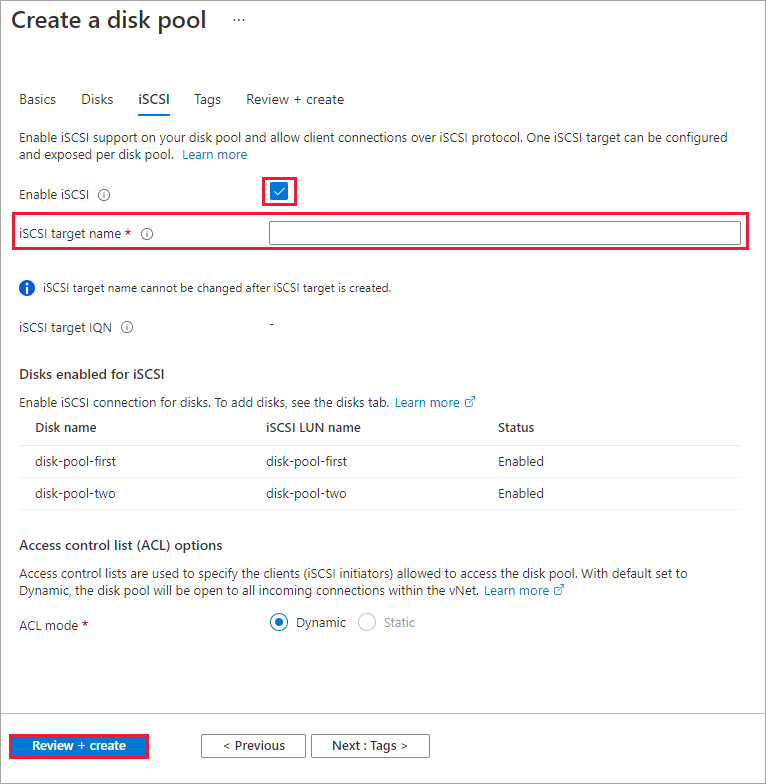 Create a disk pool ...
Basics Disks iSCSI Tags Review + create
Enable iSCSI support on your disk pool and allow client connections over iSCSI protocol. One iSCSI target can be configured
and exposed per disk pool. Learn more
Enable iSCSI
iSCSI target name *
iSCSI target name cannot be changed after iSCSI target is created.
iSCSI target IQN -
Disks enabled for iSCSI
Enable iSCSI connection for disks. To add disks, see the disks tab. Learn more
Disk name iSCSI LUN name Status
disk-pool-first disk-pool-first Enabled
disk-pool-two disk-pool-two Enabled
Access control list (ACL) options
Access control lists are used to specify the clients (iSCSI initiators) allowed to access the disk pool. With default set to
Dynamic, the disk pool will be open to all incoming connections within the vNet. Learn more
ACL mode * Dynamic Static
Review + create < Previous Next : Tags >